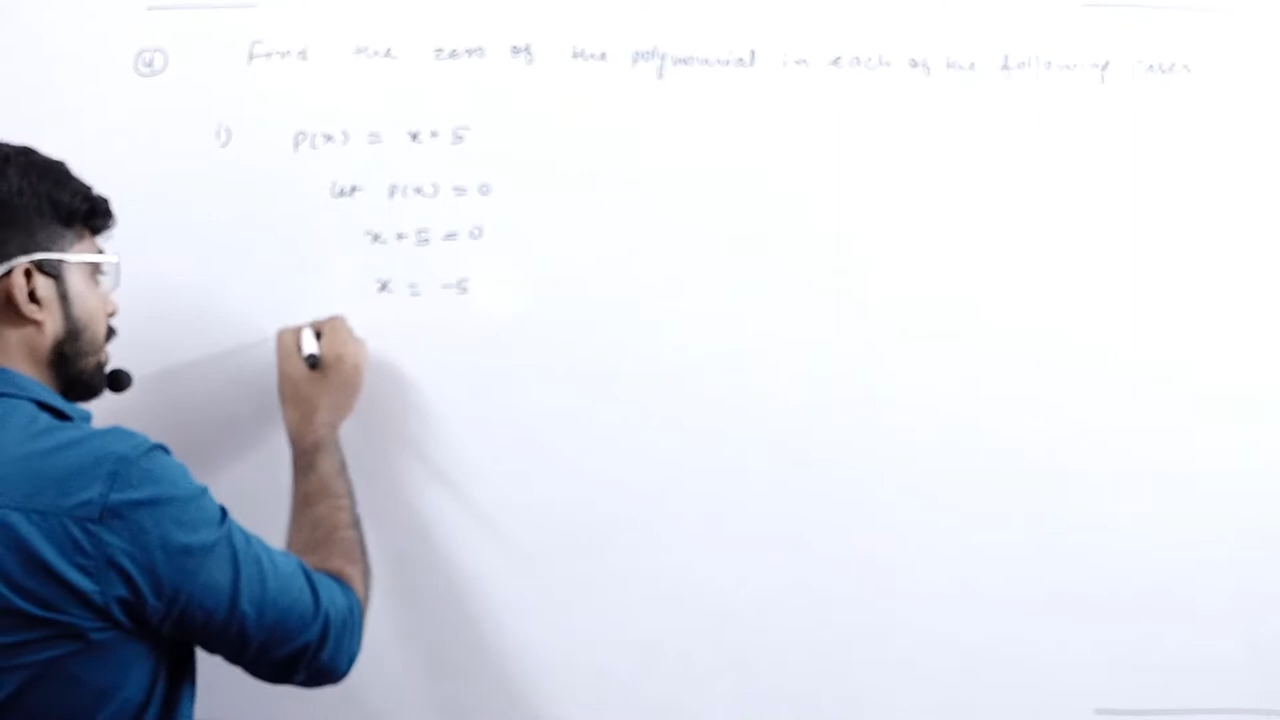 4 Find the zero of the polynomial in each of the following cases
i) P(x) = x+5
let P(x) = 0
x+5 = 0
x = -5